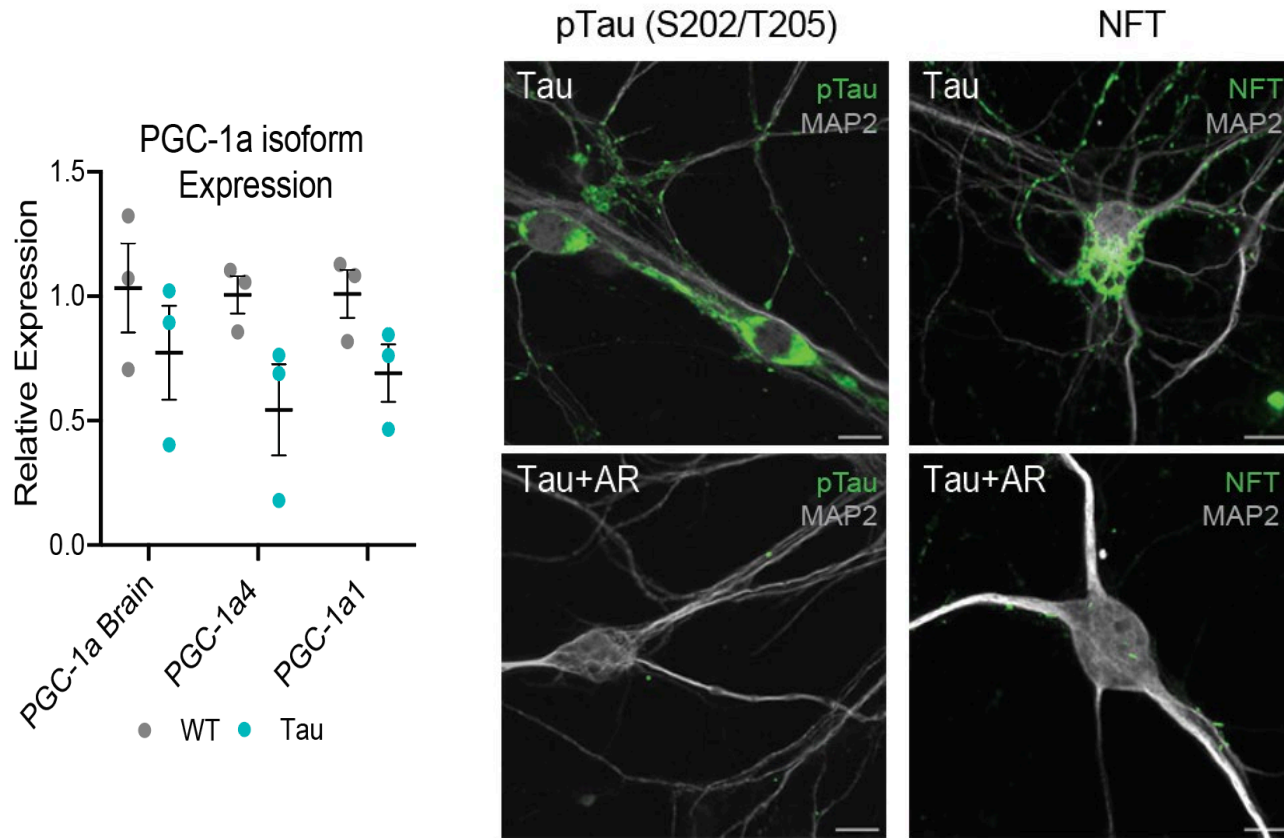 PGC-1a isoform
Expression
Relative Expression
1.5
1.0
0.5
0.0
PGC-1a Brain
PGC-1a4
PGC-1a1
WT
Tau
pTau (S202/T205)
NFT
Tau
pTau
MAP2
Tau
NFT
MAP2
Tau+AR
pTau
MAP2
Tau+AR
NFT
MAP2